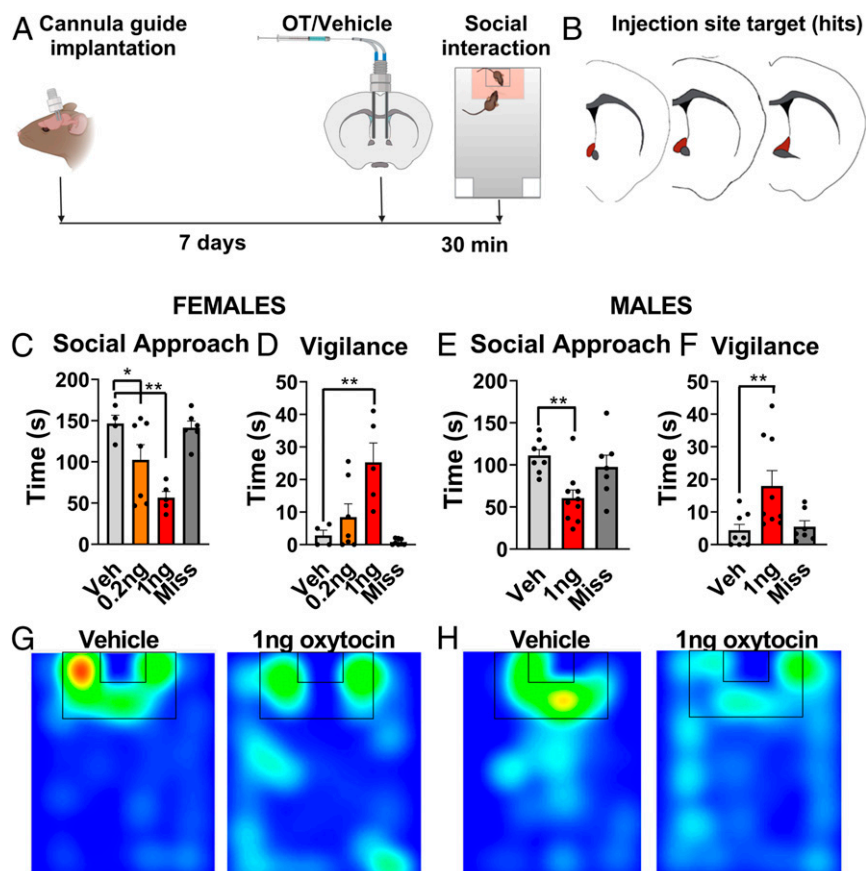 A
Cannula guide
implantation
OT/Vehicle
Social
interaction
7 days
30 min
B
Injection site target (hits)
FEMALES
MALES
C
Social Approach
*
**
Time (s)
200
150
100
50
0
Veh
0.2ng
1ng
Miss
D
Vigilance
**
Time (s)
50
40
30
20
10
0
Veh
0.2ng
1ng
Miss
E
Social Approach
**
Time (s)
200
150
100
50
0
Veh
1ng
Miss
F
Vigilance
**
Time (s)
50
40
30
20
10
0
Veh
1ng
Miss
G
Vehicle
1ng oxytocin
H
Vehicle
1ng oxytocin